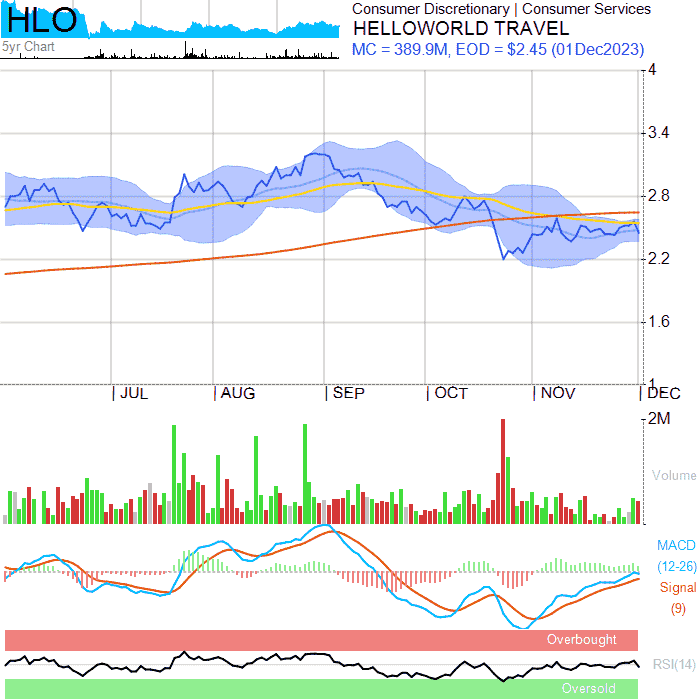 HLO
5yr Chart
Consumer Discretionary | Consumer Services
HELLOWORLD TRAVEL
MC = 389.9M, EOD = $2.45 (01Dec2023)
4
3.4
2.8
2.2
1.6
1
| JUL
| AUG
| SEP
| OCT
| NOV
| DEC
2M
Volume
MACD
(12-26)
Signal
(9)
Overbought
RSI(14)
Oversold